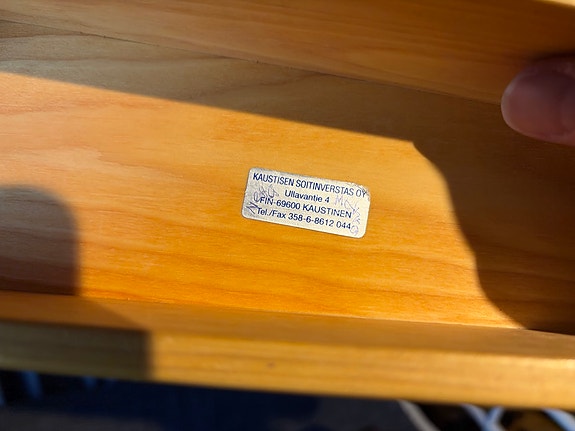 KAUSTISEN SOITINVERSTAS OY
Ullavantie 4
FIN-69600 KAUSTINEN
Tel./Fax 358-6-8612 044